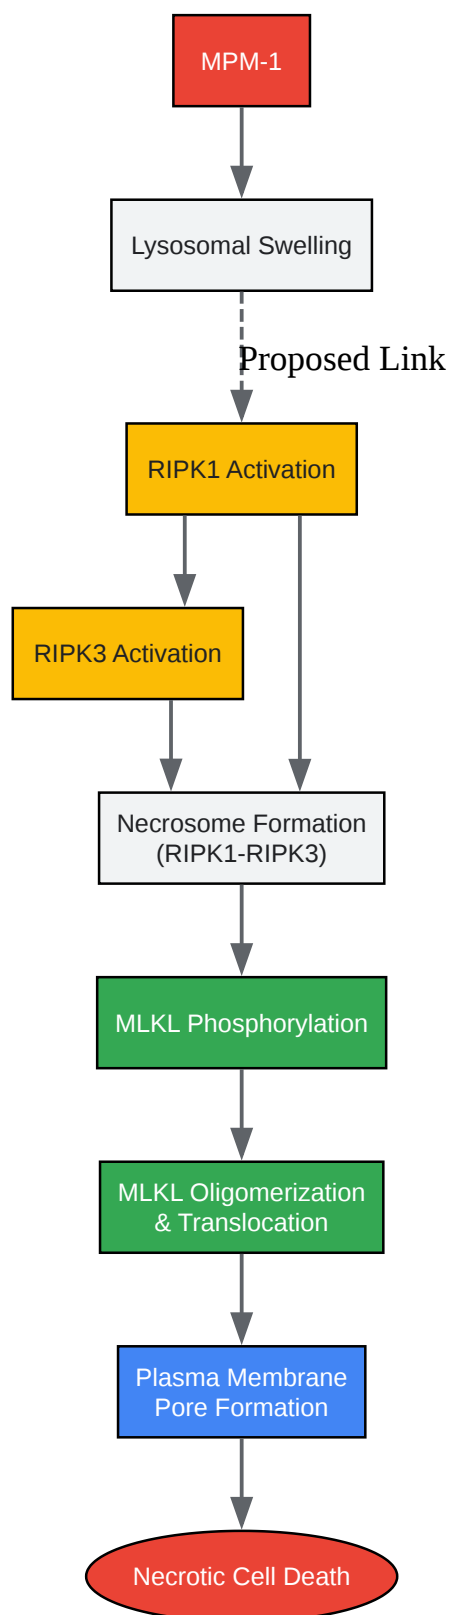 MPM-1
Lysosomal Swelling
Proposed Link
RIPK1 Activation
RIPK3 Activation
Necrosome Formation
(RIPK1-RIPK3)
MLKL Phosphorylation
MLKL Oligomerization
& Translocation
Plasma Membrane
Pore Formation
Necrotic Cell Death